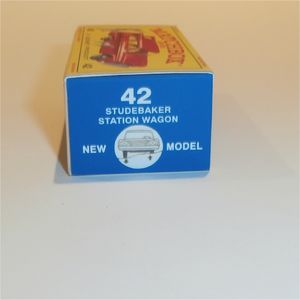 42
STUDEBAKER
STATION WAGON
NEW MODEL